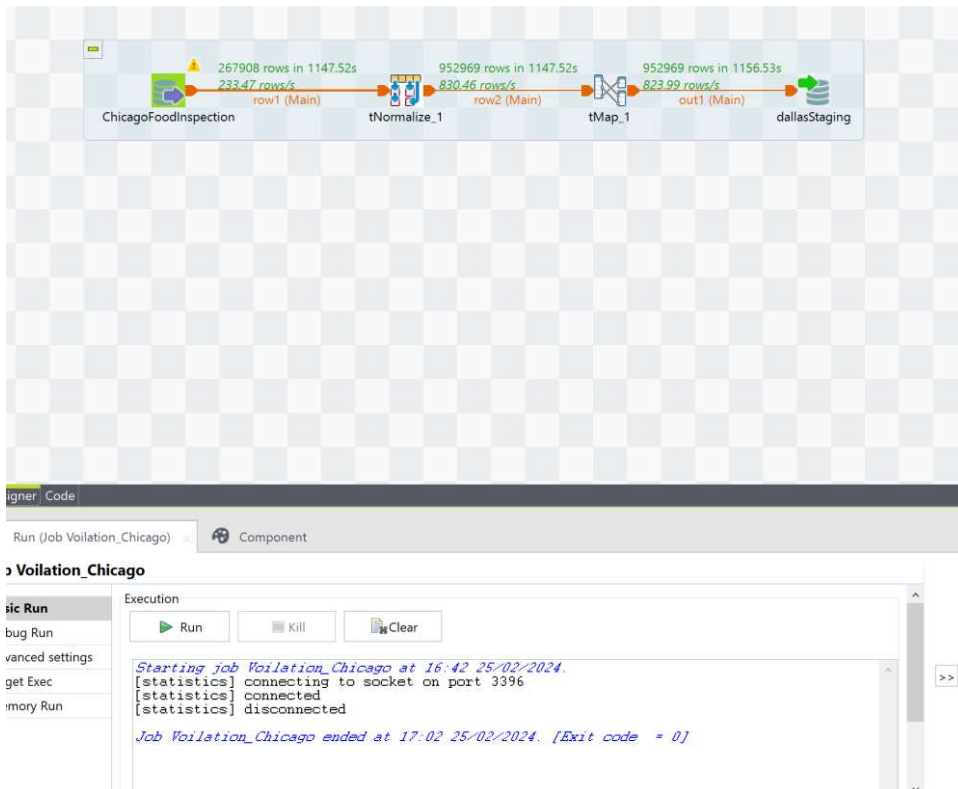 267908 rows in 1147.52s
233.47 rows/s
row1 (Main)
952969 rows in 1147.52s
830.46 rows/s
row2 (Main)
952969 rows in 1156.53s
823.99 rows/s
out1 (Main)
ChicagoFoodInspection
tNormalize_1
tMap_1
dallasStaging
igner Code
Run (Job Voilation_Chicago)
Component
b Voilation_Chicago
sic Run
bug Run
vanced settings
get Exec
mory Run
Execution
Run
Kill
Clear
Starting job Voilation_Chicago at 16:42 25/02/2024.
[statistics] connecting to socket on port 3396
[statistics] connected
[statistics] disconnected
Job Voilation_Chicago ended at 17:02 25/02/2024. [Exit code = 0]
>>